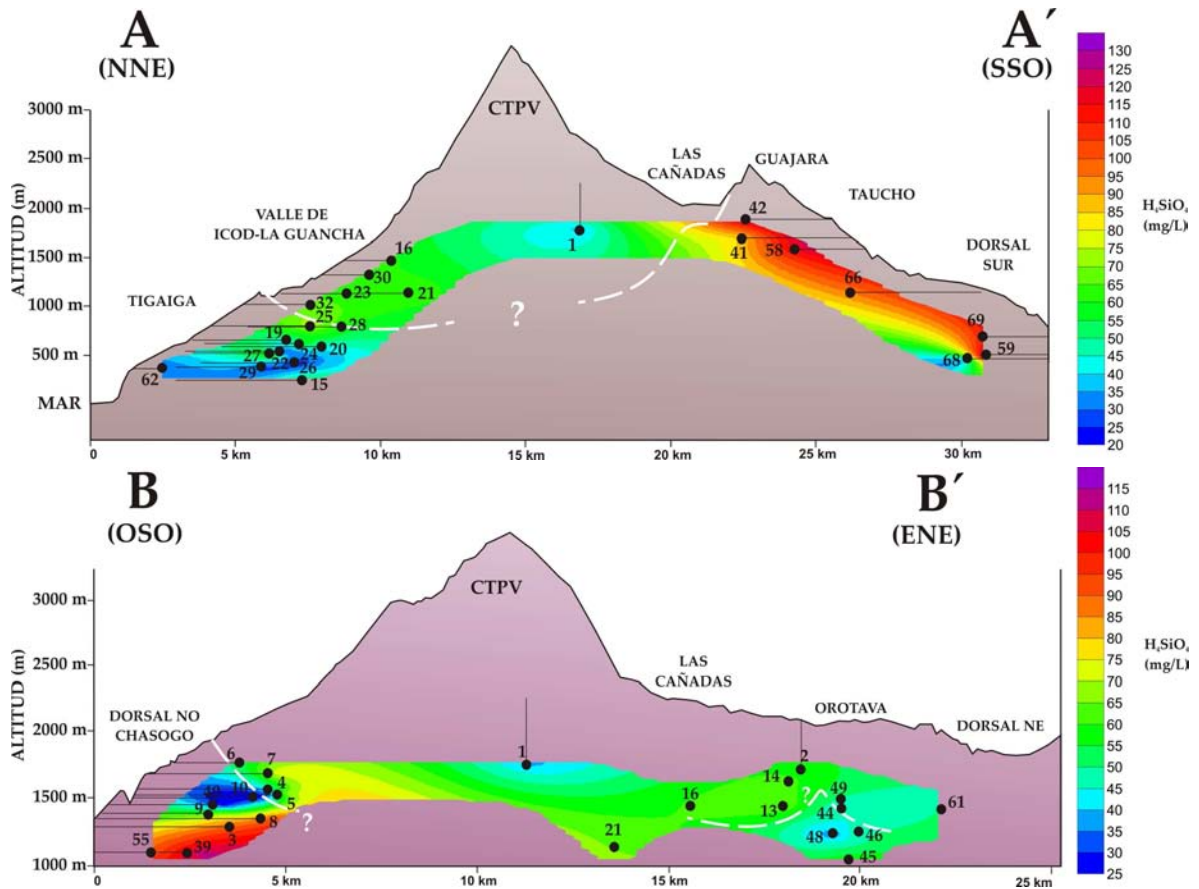 A
(NNE)
A´
(SSO)
CTPV
LAS
CAÑADAS
GUAJARA
TAUCHO
DORSAL
SUR
VALLE DE
ICOD-LA GUANCHA
TIGAIGA
MAR
ALTITUD (m)
3000 m
2500 m
2000 m
1500 m
1000 m
500 m
42
1
41
58
16
30
23
21
66
32
25
28
69
19
24
20
27
22
59
68
62
29
26
15
?
0
5 km
10 km
15 km
20 km
25 km
30 km
130
125
120
115
110
105
100
95
90
85
80
75
70
65
60
55
50
45
40
35
30
25
20
H₄SiO₄
(mg/L)
B
(OSO)
B´
(ENE)
CTPV
LAS
CAÑADAS
OROTAVA
DORSAL NE
DORSAL NO
CHASOGO
ALTITUD (m)
3000 m
2500 m
2000 m
1500 m
1000 m
6
7
1
2
10
4
14
49
5
16
13
?
44
61
9
8
?
3
21
48
46
55
39
45
0
5 km
10 km
15 km
20 km
25 km
115
110
105
100
95
90
85
80
75
70
65
60
55
50
45
40
35
30
25
H₄SiO₄
(mg/L)